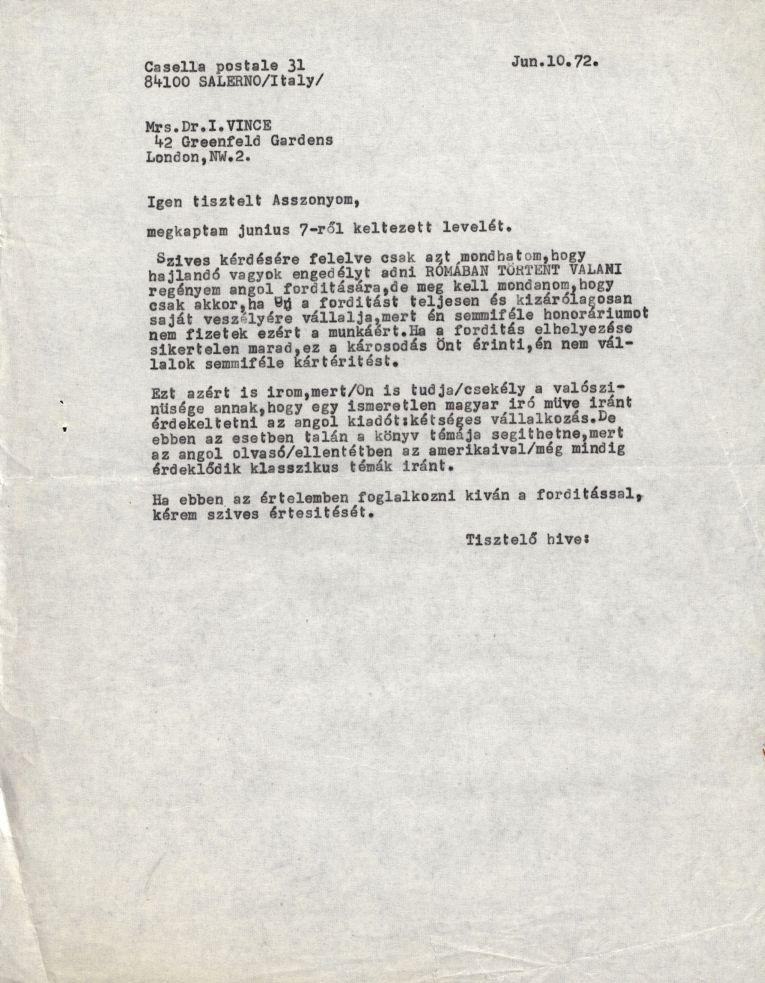 Casella postale 31
Jun.10.72.
84100 SALERNO/Italy/
Mrs.Dr.I.VINCE
42 Greenfeld Gardens
London,NW.2.
Igen tisztelt Asszonyom,
megkaptam junius 7-ről keltezett levelét.
Szives kérdésére felelve csak azt mondhatom,hogy
hajlandó vagyok engedélyt adni RÓMÁBAN TÖRTENT VALANI
regényem angol forditására,de meg kell mondanom,hogy
csak akkor,ha Ön a forditást teljesen és kizárólagosan
saját veszélyére vállalja,mert én semmiféle honoráriumot
nem fizetek ezért a munkáért.Ha a forditás elhelyezése
sikertelen marad,ez a károsodás Önt érinti,én nem vál-
lalok semmiféle kártéritést.
Ezt azért is irom,mert/Ön is tudja/csekély a valószi-
nüsége annak,hogy egy ismeretlen magyar iró müve iránt
érdekeltetni az angol kiadót:kétséges vállalkozás.De
ebben az esetben talán a könyv témája segithetne,mert
az angol olvasó/ellentétben az amerikaival/még mindig
érdeklődik klasszikus témák iránt.
Ha ebben az értelemben foglalkozni kiván a forditással,
kérem szives értesitését.
Tisztelő hive: